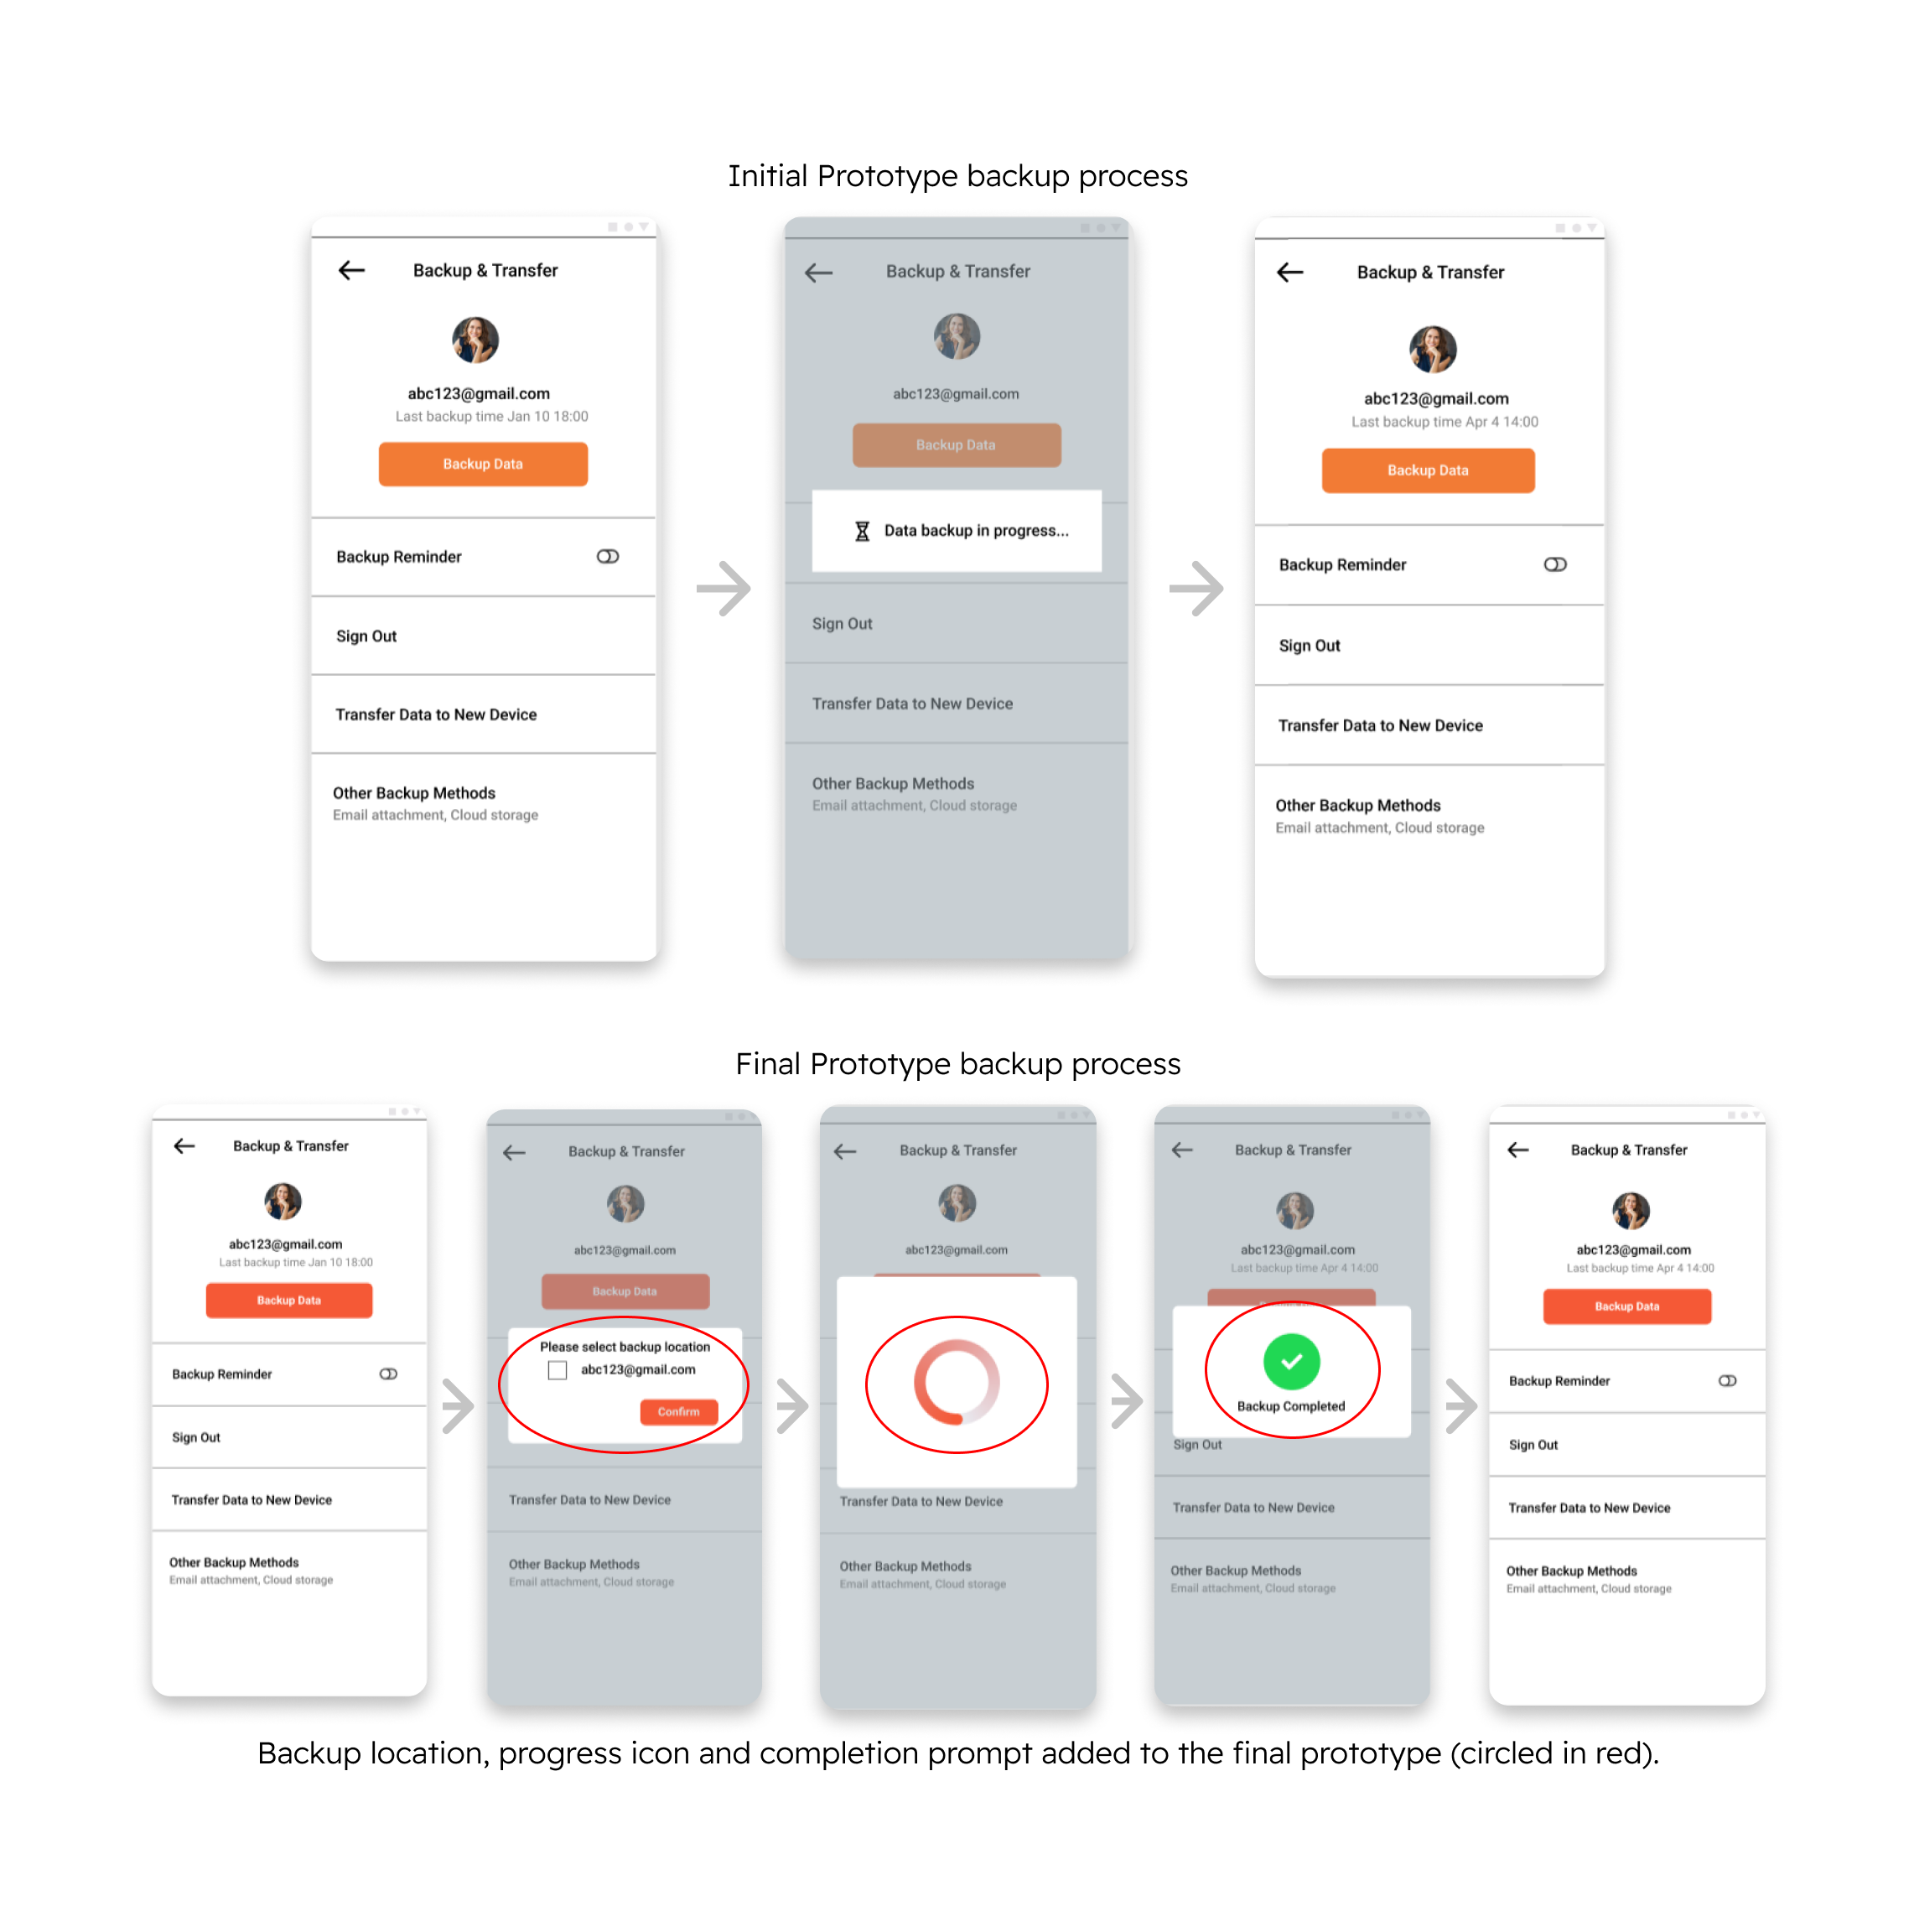 Initial Prototype backup process
Backup & Transfer
abc123@gmail.com
Last backup time Jan 10 18:00
Backup Data
Backup Reminder
Sign Out
Transfer Data to New Device
Other Backup Methods
Email attachment, Cloud storage
Backup & Transfer
abc123@gmail.com
Backup Data
Data backup in progress...
Sign Out
Transfer Data to New Device
Other Backup Methods
Email attachment, Cloud storage
Backup & Transfer
abc123@gmail.com
Last backup time Apr 4 14:00
Backup Data
Backup Reminder
Sign Out
Transfer Data to New Device
Other Backup Methods
Email attachment, Cloud storage
Final Prototype backup process
Backup & Transfer
abc123@gmail.com
Last backup time Jan 10 18:00
Backup Data
Backup Reminder
Sign Out
Transfer Data to New Device
Other Backup Methods
Email attachment, Cloud storage
Backup & Transfer
abc123@gmail.com
Backup Data
Please select backup location
abc123@gmail.com
Confirm
Transfer Data to New Device
Other Backup Methods
Email attachment, Cloud storage
Backup & Transfer
abc123@gmail.com
Transfer Data to New Device
Other Backup Methods
Email attachment, Cloud storage
Backup & Transfer
abc123@gmail.com
Last backup time Apr 4 14:00
Backup Completed
Sign Out
Transfer Data to New Device
Other Backup Methods
Email attachment, Cloud storage
Backup & Transfer
abc123@gmail.com
Last backup time Apr 4 14:00
Backup Data
Backup Reminder
Sign Out
Transfer Data to New Device
Other Backup Methods
Email attachment, Cloud storage
Backup location, progress icon and completion prompt added to the final prototype (circled in red).